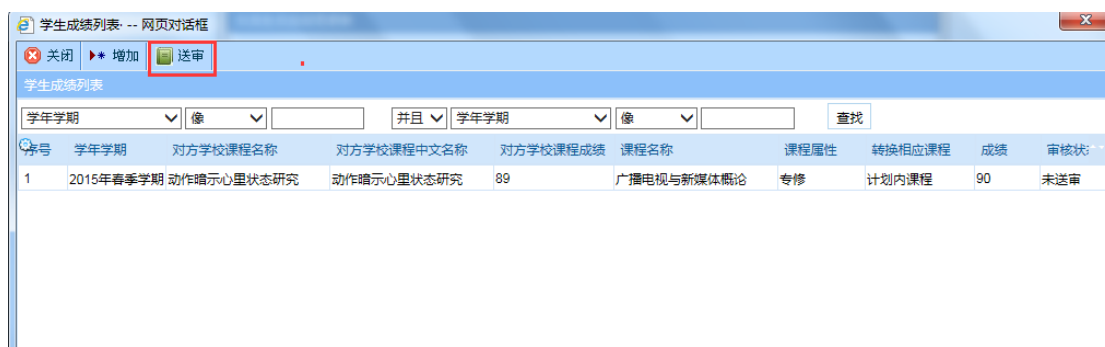 学生成绩列表· -- 网页对话框
关闭 增加 送审
学生成绩列表
学年学期 像 并且 学年学期 像 查找
序号 学年学期 对方学校课程名称 对方学校课程中文名称 对方学校课程成绩 课程名称 课程属性 转换相应课程 成绩 审核状
1 2015年春季学期 动作暗示心里状态研究 动作暗示心里状态研究 89 广播电视与新媒体概论 专修 计划内课程 90 未送审